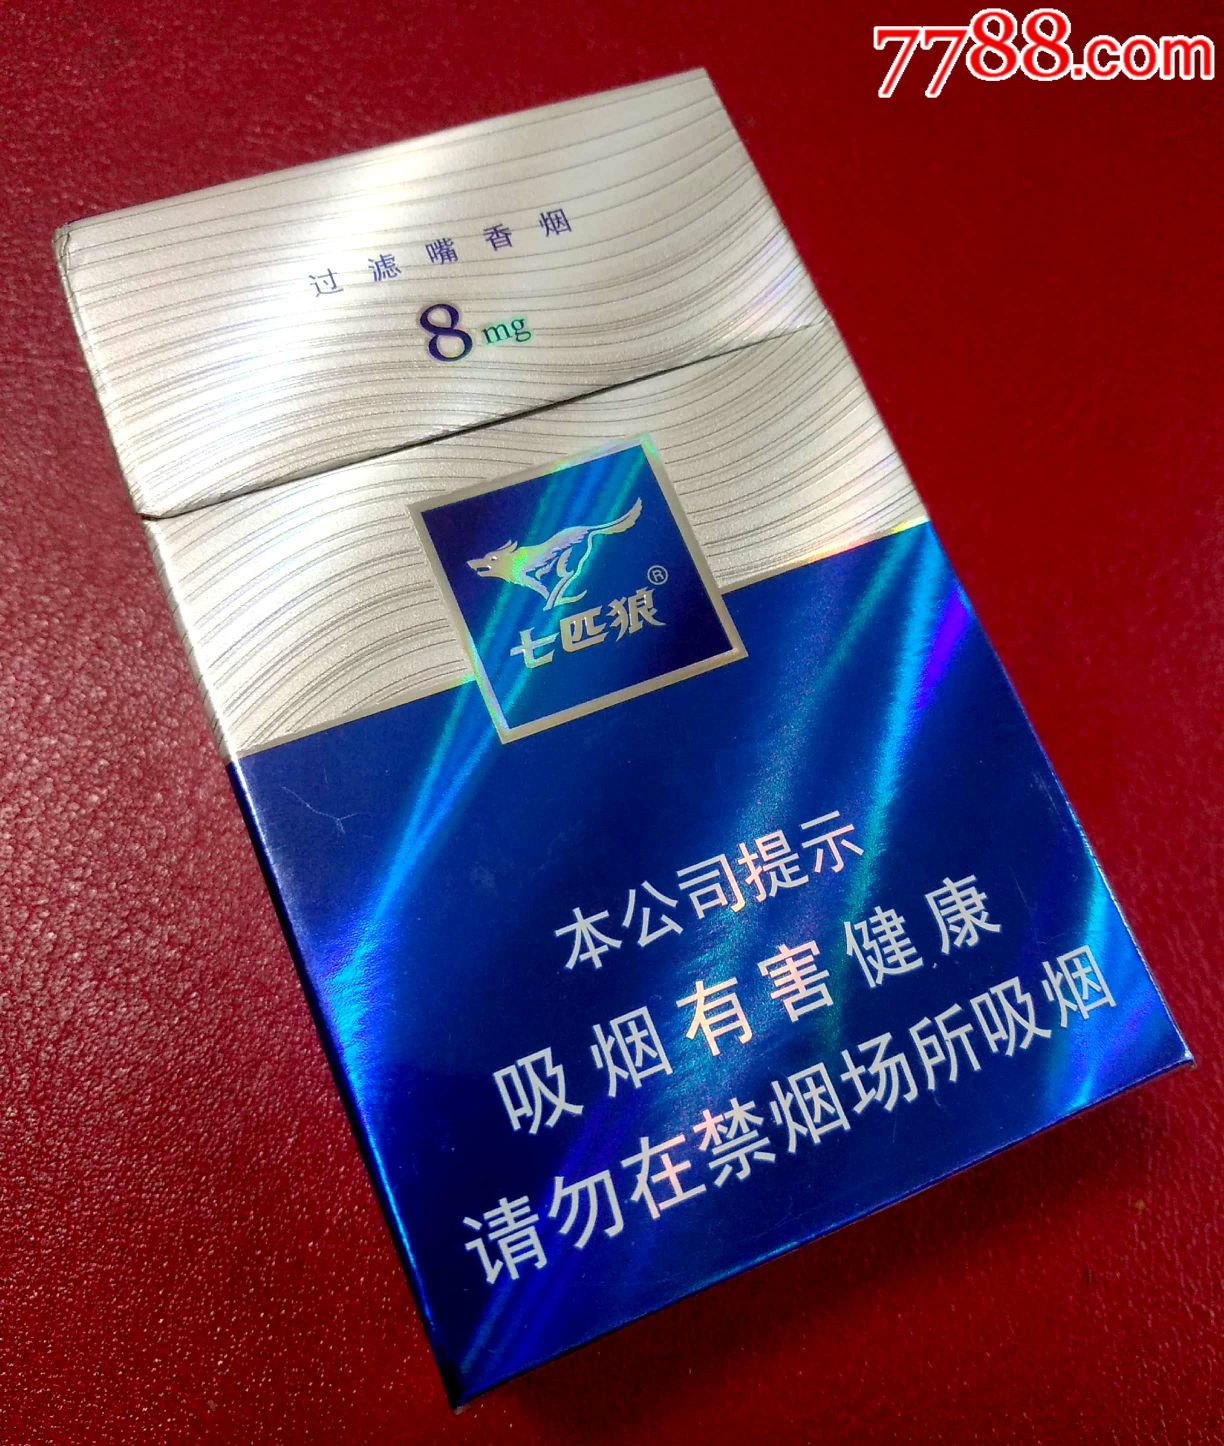 7788.com
过滤嘴香烟
8mg
七匹狼®
本公司提示
吸烟有害健康
请勿在禁烟场所吸烟